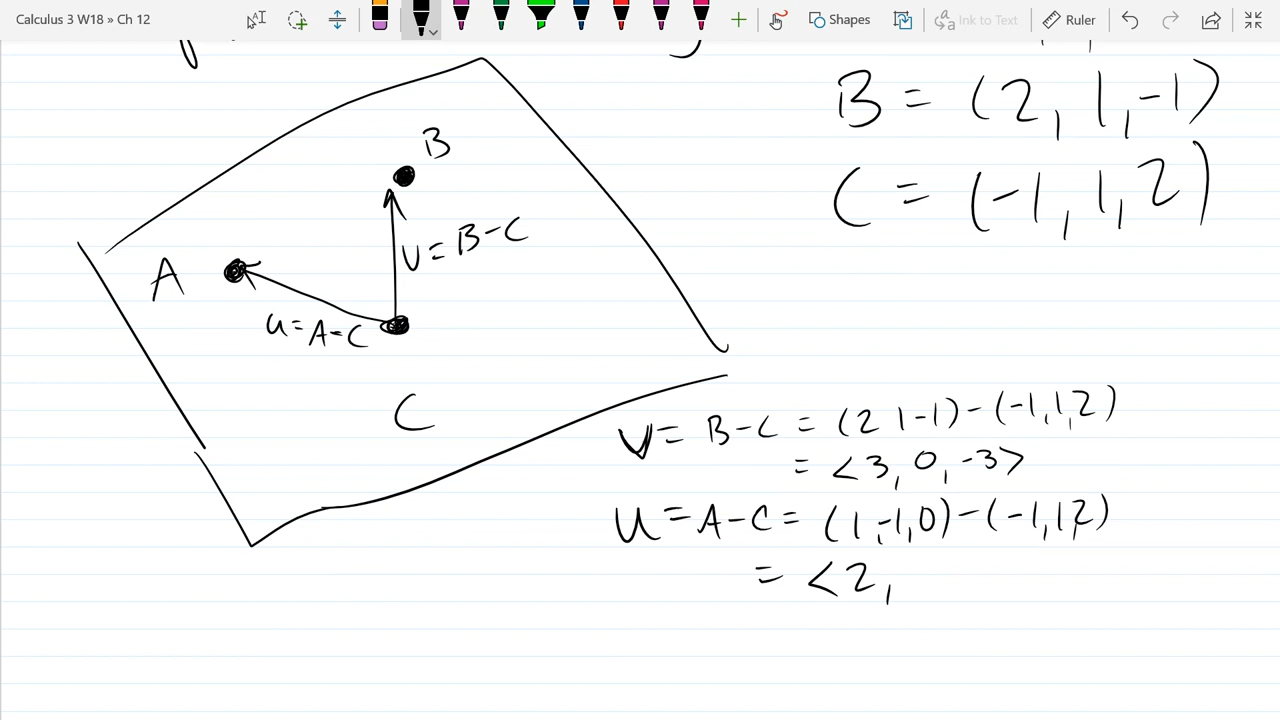 Calculus 3 W18 » Ch 12
Shapes
Ink to Text
Ruler
B = (2, 1, -1)
C = (-1, 1, 2)
B
A
V = B-C
u = A-C
C
V = B-C = (2 1 -1) - (-1, 1, 2)
= <3, 0, -3>
u = A-C = (1, -1, 0) - (-1, 1, 2)
= <2,